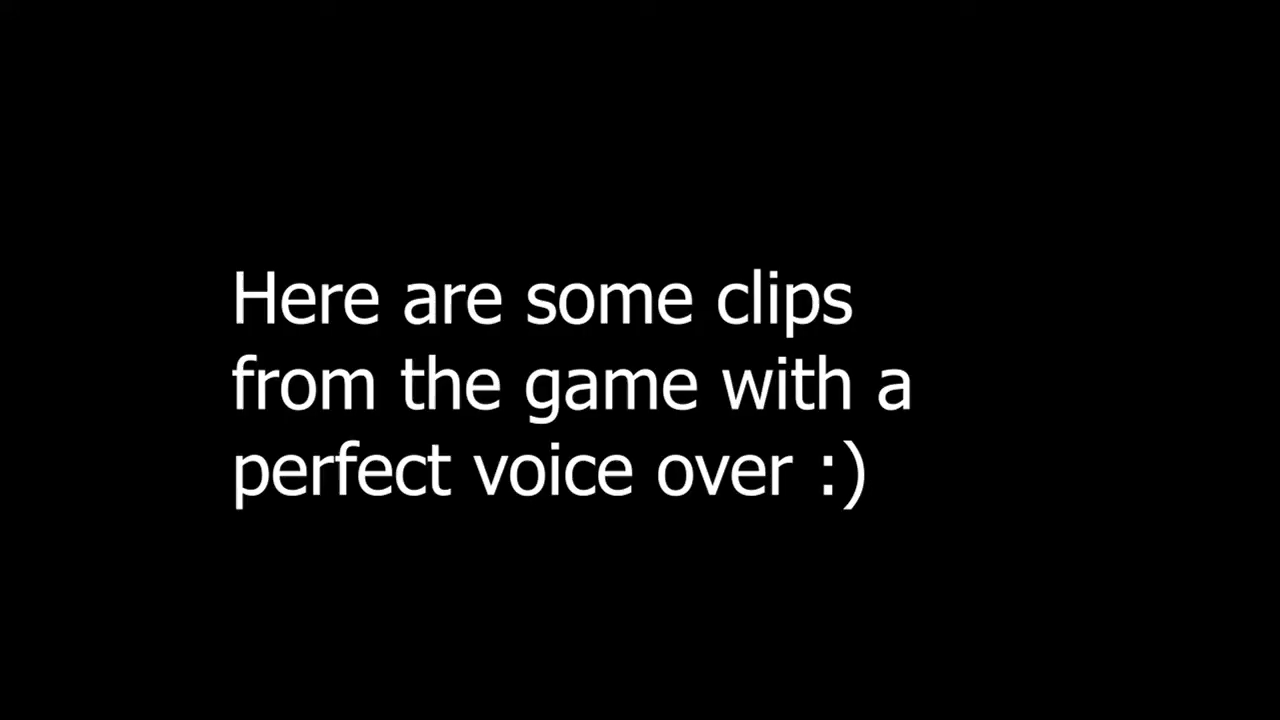 Here are some clips
from the game with a
perfect voice over :)